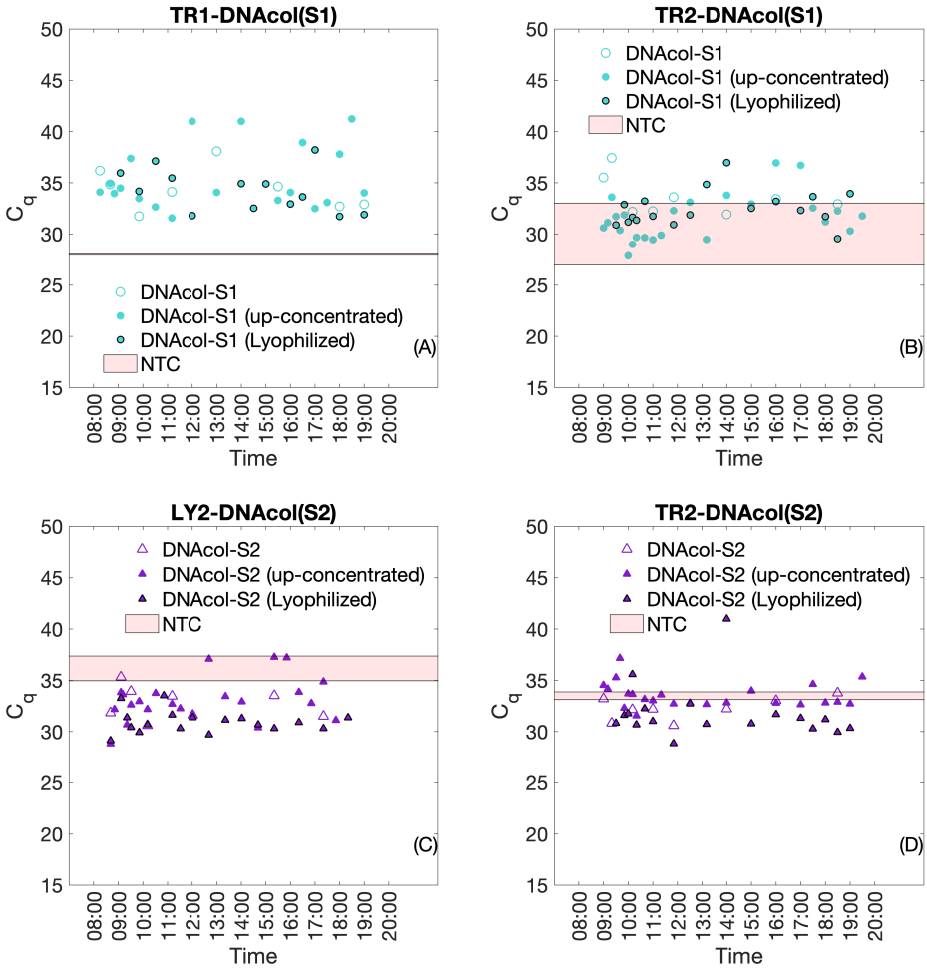 TR1-DNAcol(S1)
50
45
40
35
30
25
20
15
Cq
DNAcol-S1
DNAcol-S1 (up-concentrated)
DNAcol-S1 (Lyophilized)
NTC
(A)
08:00
09:00
10:00
11:00
12:00
13:00
14:00
15:00
16:00
17:00
18:00
19:00
20:00
Time
TR2-DNAcol(S1)
50
45
40
35
30
25
20
15
Cq
DNAcol-S1
DNAcol-S1 (up-concentrated)
DNAcol-S1 (Lyophilized)
NTC
(B)
08:00
09:00
10:00
11:00
12:00
13:00
14:00
15:00
16:00
17:00
18:00
19:00
20:00
Time
LY2-DNAcol(S2)
50
45
40
35
30
25
20
15
Cq
DNAcol-S2
DNAcol-S2 (up-concentrated)
DNAcol-S2 (Lyophilized)
NTC
(C)
08:00
09:00
10:00
11:00
12:00
13:00
14:00
15:00
16:00
17:00
18:00
19:00
20:00
Time
TR2-DNAcol(S2)
50
45
40
35
30
25
20
15
Cq
DNAcol-S2
DNAcol-S2 (up-concentrated)
DNAcol-S2 (Lyophilized)
NTC
(D)
08:00
09:00
10:00
11:00
12:00
13:00
14:00
15:00
16:00
17:00
18:00
19:00
20:00
Time